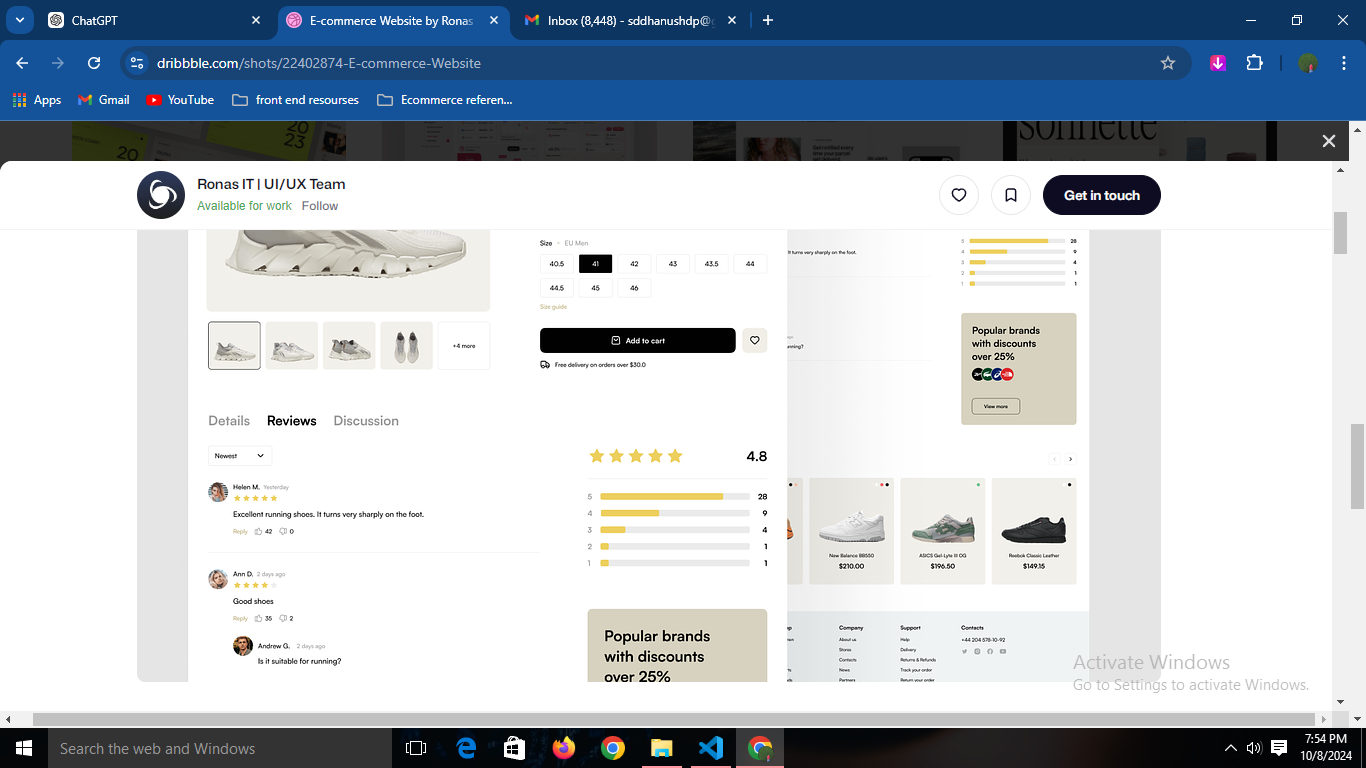 ChatGPT
E-commerce Website by Ronas
Inbox (8,448) - sddhanushdp@g
dribbble.com/shots/22402874-E-commerce-Website
Apps
Gmail
YouTube
front end resourses
Ecommerce referen...
20
20
23
sonnette
Ronas IT | UI/UX Team
Available for work Follow
Get in touch
Size • EU Men
40.5 41 42 43 43.5 44
44.5 45 46
Size guide
Add to cart
Free delivery on orders over $30.0
+4 more
Details Reviews Discussion
Newest
Helen M. Yesterday
Excellent running shoes. It turns very sharply on the foot.
Reply 42 0
Ann D. 2 days ago
Good shoes
Reply 35 2
Andrew G. 2 days ago
Is it suitable for running?
4.8
5 28
4 9
3 4
2 1
1 1
Popular brands
with discounts
over 25%
It turns very sharply on the foot.
nning?
5 28
4 9
3 4
2 1
1 1
Popular brands
with discounts
over 25%
View more
New Balance BB550
$210.00
ASICS Gel-Lyte III OG
$196.50
Reebok Classic Leather
$149.15
Company
About us
Stores
Contacts
News
Partners
Support
Help
Delivery
Returns & Refunds
Track your order
Return your order
Contacts
+44 204 578-10-92
Activate Windows
Go to Settings to activate Windows.
Search the web and Windows
7:54 PM
10/8/2024